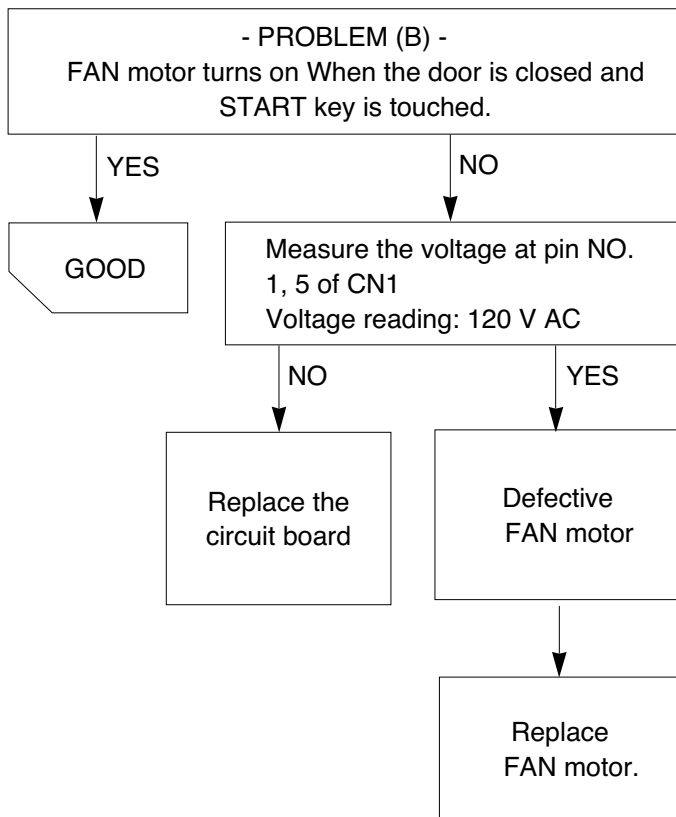 - PROBLEM (B) -
FAN motor turns on When the door is closed and
START key is touched.
YES
NO
GOOD
Measure the voltage at pin NO.
1, 5 of CN1
Voltage reading: 120 V AC
NO
YES
Replace the
circuit board
Defective
FAN motor
Replace
FAN motor.